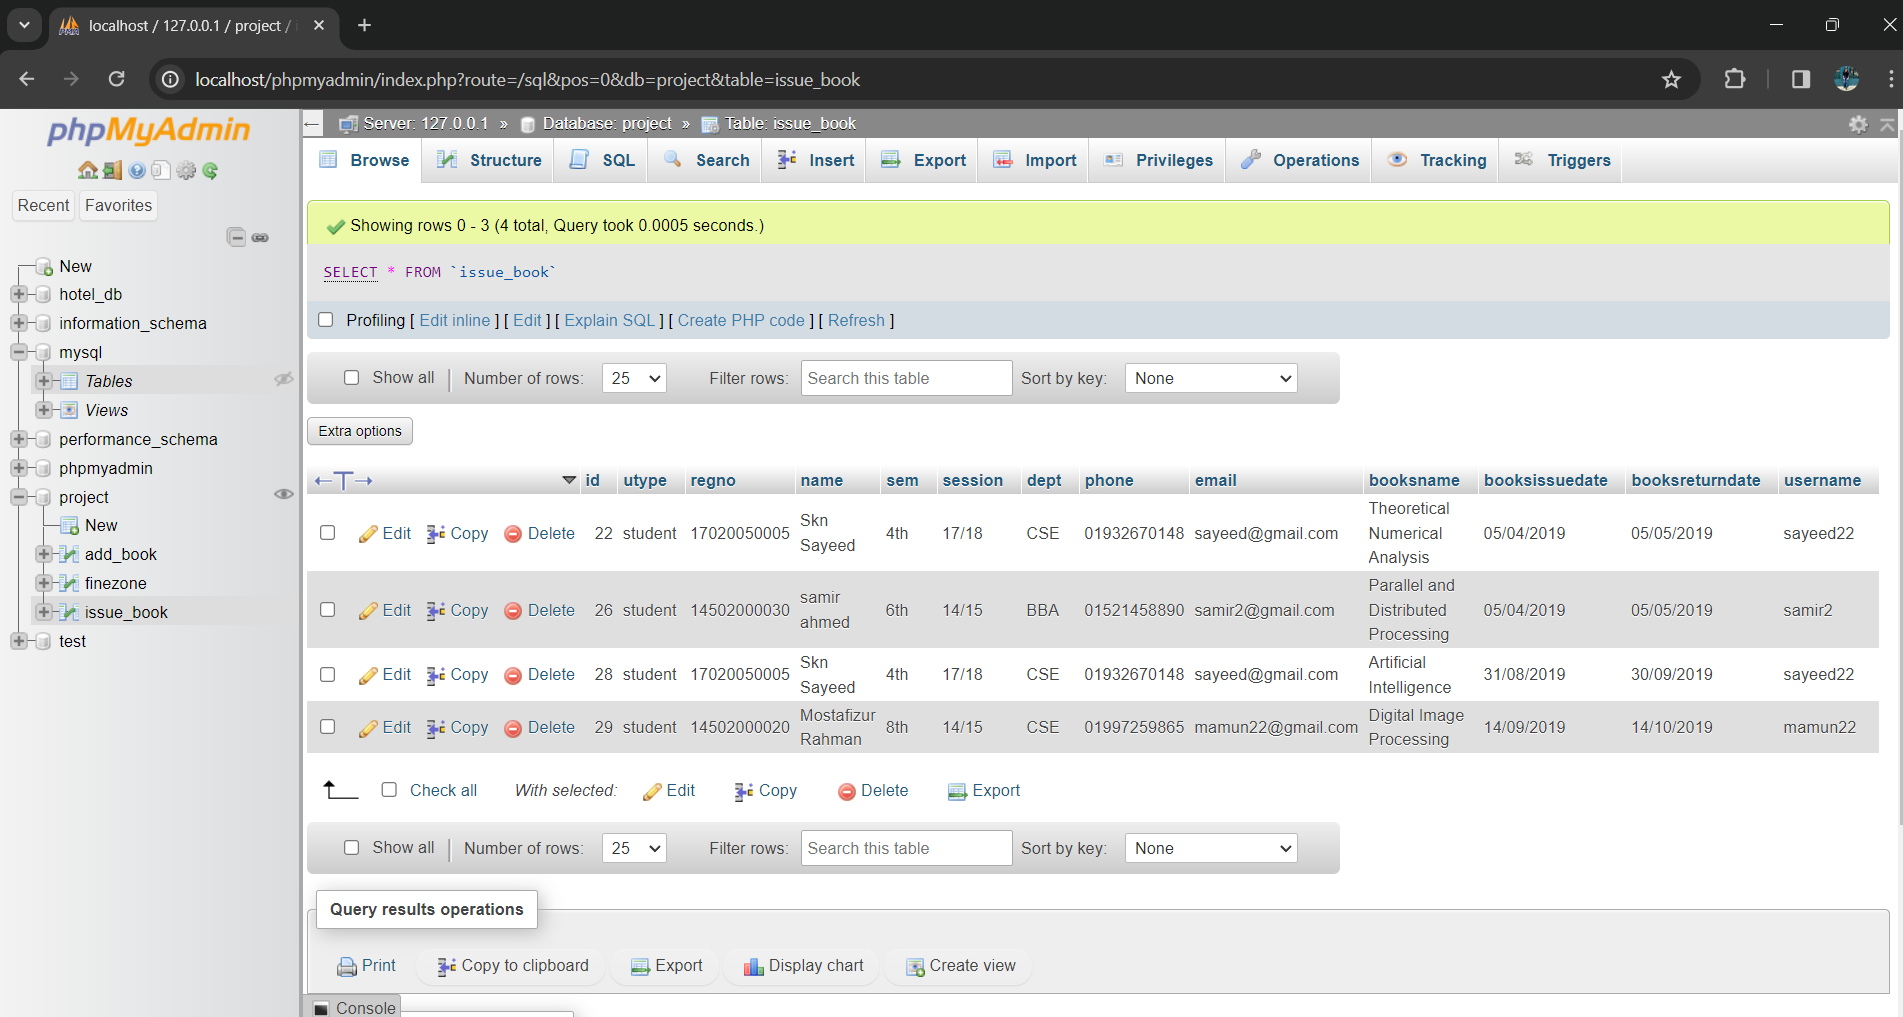 localhost / 127.0.0.1 / project /
localhost/phpmyadmin/index.php?route=/sql&pos=0&db=project&table=issue_book
phpMyAdmin
Recent Favorites
New
hotel_db
information_schema
mysql
Tables
Views
performance_schema
phpmyadmin
project
New
add_book
finezone
issue_book
test
Server: 127.0.0.1 » Database: project » Table: issue_book
Browse Structure SQL Search Insert Export Import Privileges Operations Tracking Triggers
Showing rows 0 - 3 (4 total, Query took 0.0005 seconds.)
SELECT * FROM `issue_book`
Profiling [ Edit inline ] [ Edit ] [ Explain SQL ] [ Create PHP code ] [ Refresh ]
Show all | Number of rows: 25 Filter rows: Search this table Sort by key: None
Extra options
←T→ id utype regno name sem session dept phone email booksname booksissuedate booksreturndate username
Edit Copy Delete 22 student 17020050005 Skn Sayeed 4th 17/18 CSE 01932670148 sayeed@gmail.com Theoretical Numerical Analysis 05/04/2019 05/05/2019 sayeed22
Edit Copy Delete 26 student 14502000030 samir ahmed 6th 14/15 BBA 01521458890 samir2@gmail.com Parallel and Distributed Processing 05/04/2019 05/05/2019 samir2
Edit Copy Delete 28 student 17020050005 Skn Sayeed 4th 17/18 CSE 01932670148 sayeed@gmail.com Artificial Intelligence 31/08/2019 30/09/2019 sayeed22
Edit Copy Delete 29 student 14502000020 Mostafizur Rahman 8th 14/15 CSE 01997259865 mamun22@gmail.com Digital Image Processing 14/09/2019 14/10/2019 mamun22
Check all With selected: Edit Copy Delete Export
Show all | Number of rows: 25 Filter rows: Search this table Sort by key: None
Query results operations
Print Copy to clipboard Export Display chart Create view
Console